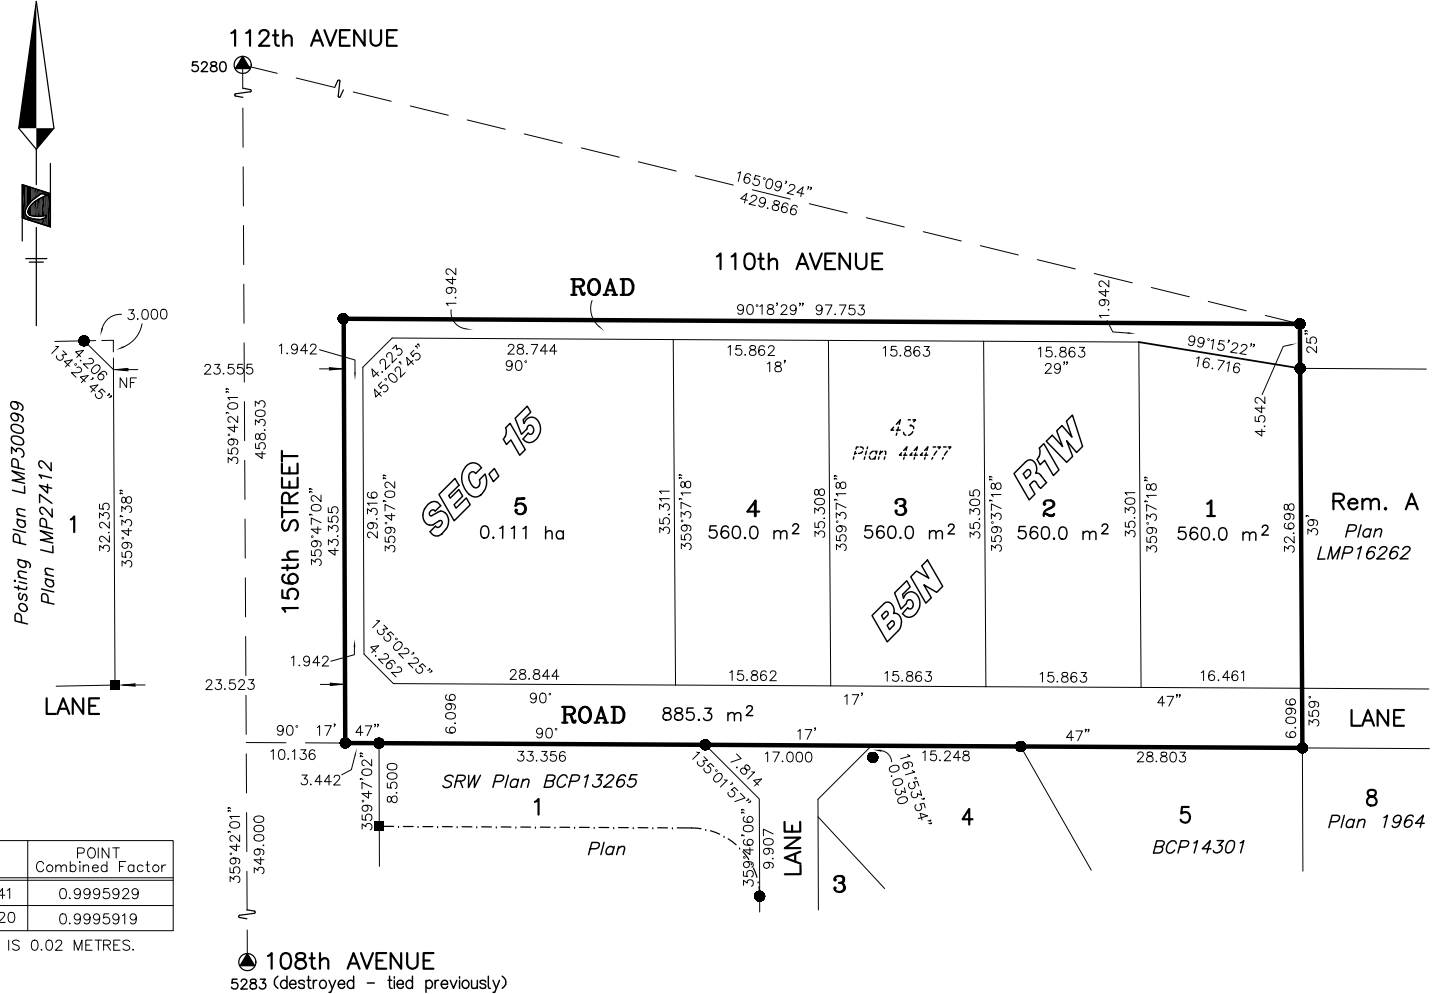 112th AVENUE
5280
165°09'24"
429.866
110th AVENUE
ROAD
1.942
1.942
90°18'29" 97.753
3.000
4.206
134°24'45"
NF
1.942
23.555
4.223
45°02'45"
28.744
90°
15.862
18'
15.863
15.863
29"
99°15'22"
16.716
25"
4.542
Posting Plan LMP30099
Plan LMP27412
1
32.235
359°43'38"
359°42'01"
458.303
156th STREET
359°47'02"
43.355
29.316
359°47'02"
SEC. 15
5
0.111 ha
35.311
359°37'18"
4
560.0 m²
35.308
359°37'18"
43
Plan 44477
3
560.0 m²
35.305
359°37'18"
R1W
2
560.0 m²
35.301
359°37'18"
1
560.0 m²
32.698
39'
Rem. A
Plan
LMP16262
B5N
135°02'25"
4.262
1.942
23.523
LANE
28.844
90°
15.862
15.863
17'
15.863
16.461
47"
6.096
ROAD 885.3 m²
6.096
359°
LANE
90° 17' 47"
10.136
3.442
90°
33.356
17'
17.000
15.248
47"
28.803
359°47'02"
8.500
SRW Plan BCP13265
1
Plan
7.814
135°01'57"
359°46'06"
9.907
LANE
3
161°53'54"
0.030
4
5
BCP14301
8
Plan 1964
359°42'01"
349.000
POINT
Combined Factor
41 0.9995929
20 0.9995919
IS 0.02 METRES.
108th AVENUE
5283 (destroyed - tied previously)